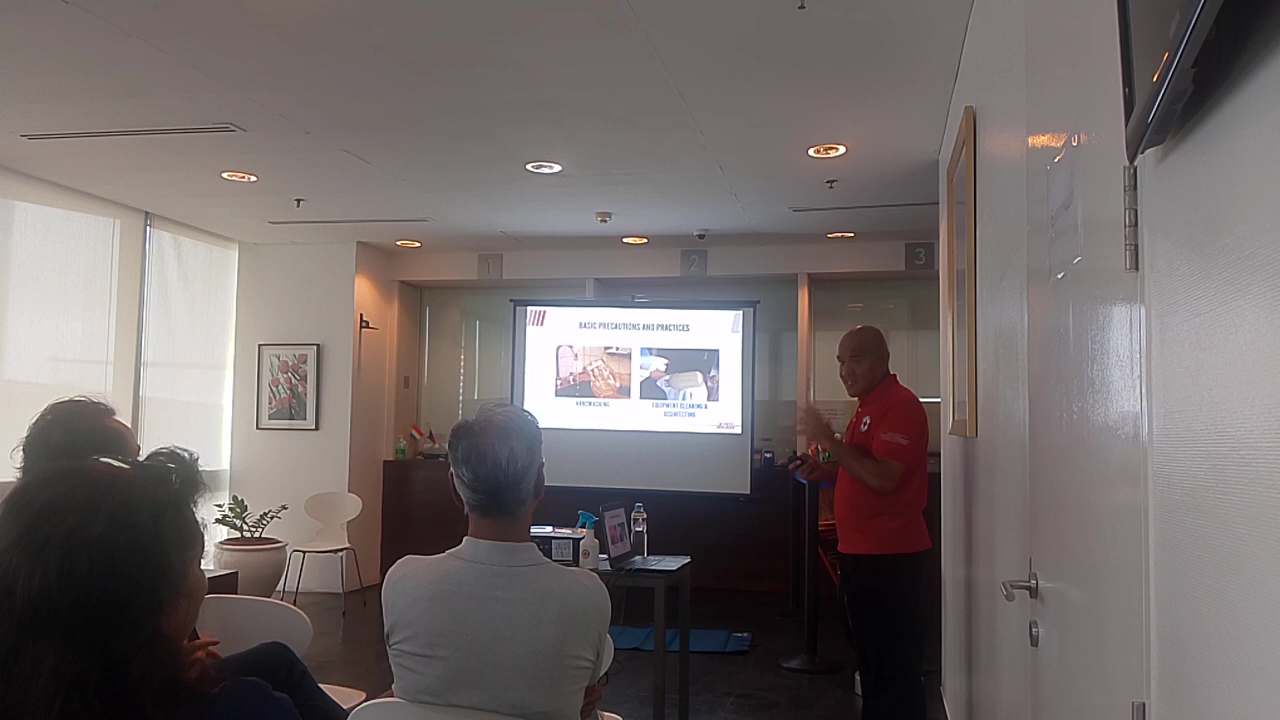 1
2
3
BASIC PRECAUTIONS AND PRACTICES
HANDWASHING
EQUIPMENT CLEANING &
DISINFECTING